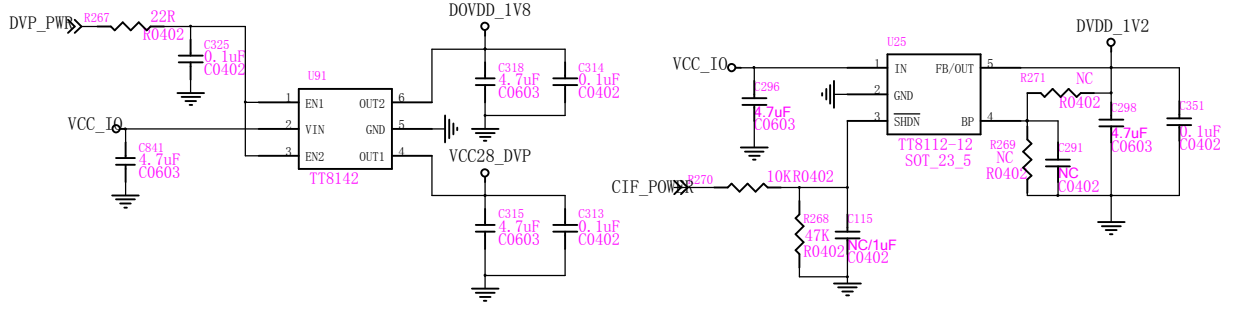 DOVDD_1V8
DVP_PWR
R267
22R
R0402
C325
0.1uF
C0402
U91
C318
4.7uF
C0603
C314
0.1uF
C0402
1
EN1
OUT2
6
VCC_IO
2
VIN
GND
5
3
EN2
OUT1
4
TT8142
C841
4.7uF
C0603
VCC28_DVP
C315
4.7uF
C0603
C313
0.1uF
C0402
DVDD_1V2
U25
VCC_IO
1
IN
FB/OUT
5
C296
4.7uF
C0603
2
GND
3
SHDN
BP
4
TT8112-12
SOT_23_5
R271
NC
R0402
C298
4.7uF
C0603
C351
0.1uF
C0402
R269
NC
R0402
C291
NC
C0402
CIF_POWER
R270
10KR0402
R268
47K
R0402
C115
NC/1uF
C0402